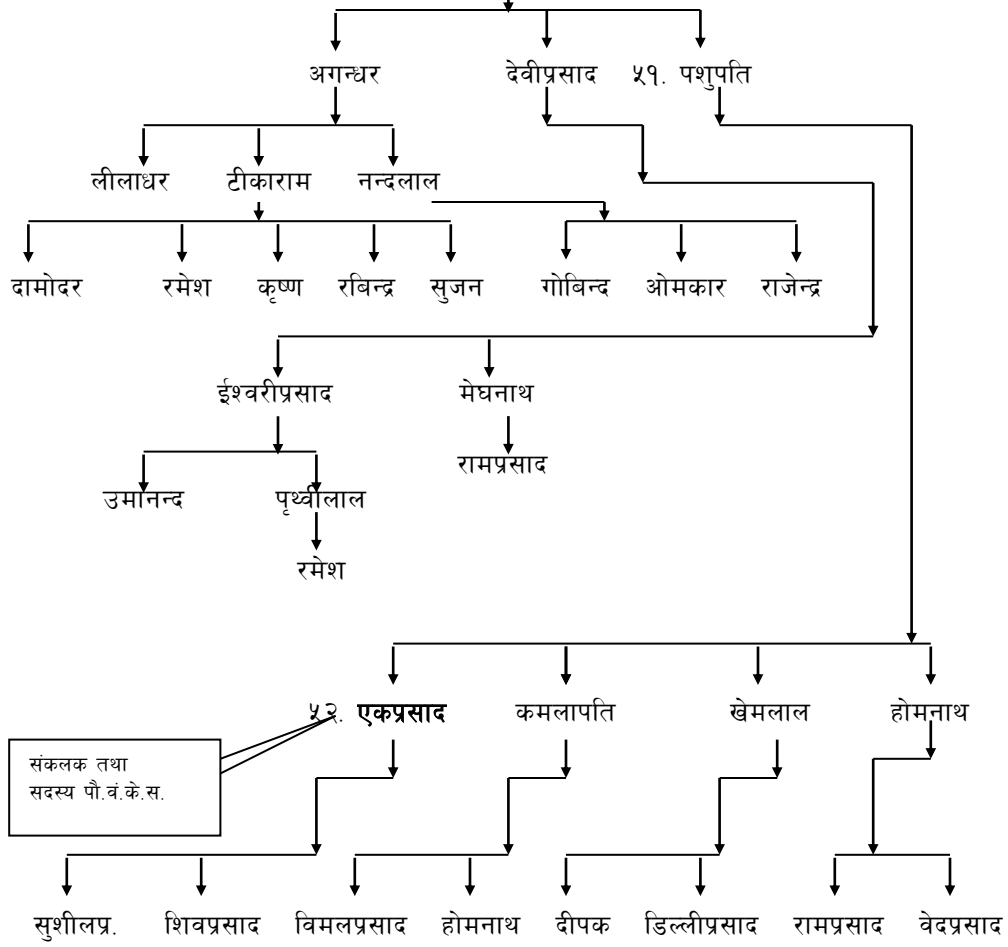 अगन्धर देवीप्रसाद ५१. पशुपति
लीलाधर टीकाराम नन्दलाल
दामोदर रमेश कृष्ण रबिन्द्र सुजन गोबिन्द ओमकार राजेन्द्र
ईश्वरीप्रसाद मेघनाथ
रामप्रसाद
उमानन्द पृथ्वीलाल
रमेश
५२. एकप्रसाद कमलापति खेमलाल होमनाथ
संकलक तथा
सदस्य पौ.वं.के.स.
सुशीलप्र. शिवप्रसाद विमलप्रसाद होमनाथ दीपक डिल्लीप्रसाद रामप्रसाद वेदप्रसाद